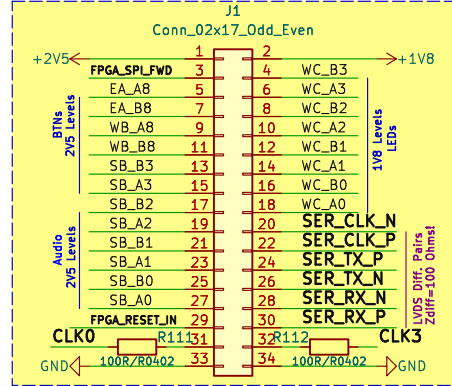 J1
Conn_02x17_Odd_Even
+2V5 1 2 +1V8
FPGA_SPI_FWD 3 4 WC_B3
EA_A8 5 6 WC_A3
EA_B8 7 8 WC_B2
WB_A8 9 10 WC_A2
WB_B8 11 12 WC_B1
SB_B3 13 14 WC_A1
SB_A3 15 16 WC_B0
SB_B2 17 18 WC_A0
SB_A2 19 20 SER_CLK_N
SB_B1 21 22 SER_CLK_P
SB_A1 23 24 SER_TX_P
SB_B0 25 26 SER_TX_N
SB_A0 27 28 SER_RX_N
FPGA_RESET_IN 29 30 SER_RX_P
CLK0 R111 31 32 R112 CLK3
100R/R0402 100R/R0402
GND 33 34 GND
BTNs
2V5 Levels
Audio
2V5 Levels
1V8 Levels
LEDs
LVDS Diff. Pairs
Zdiff=100 Ohms!